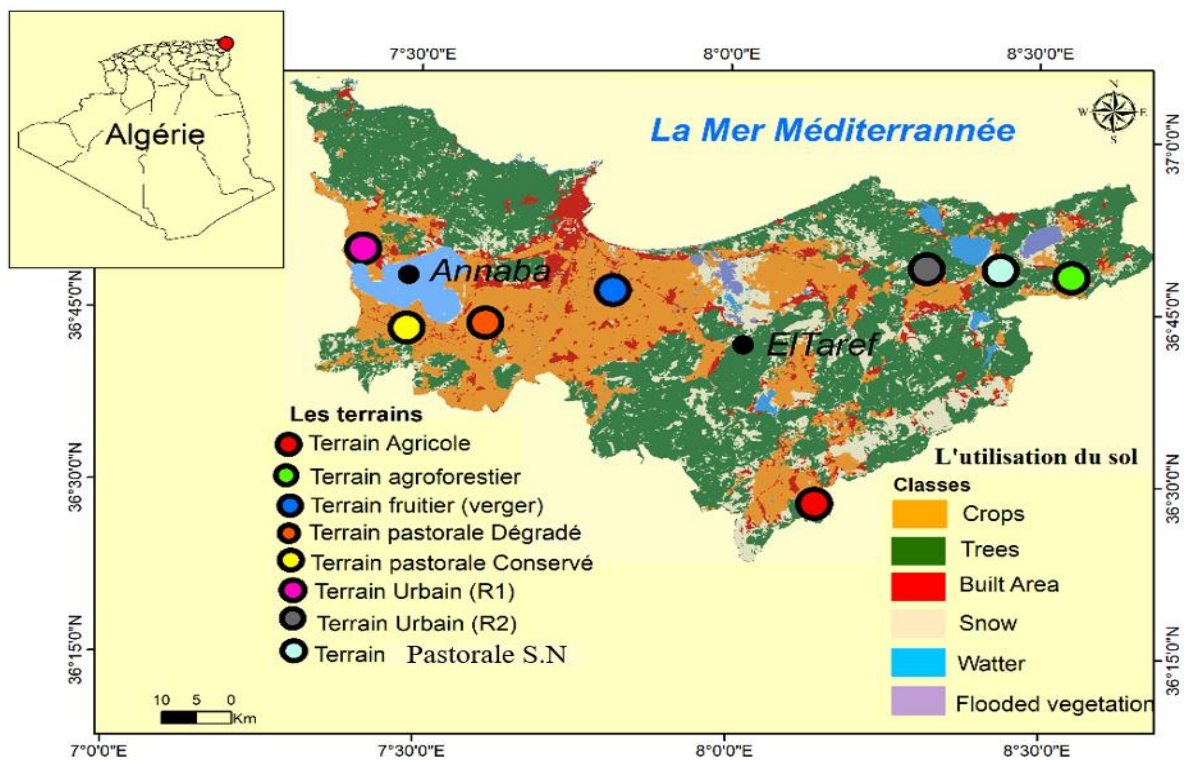 Algérie
7°30'0"E
8°0'0"E
8°30'0"E
La Mer Méditerrannée
N
W
E
S
37°0'0"N
36°45'0"N
36°30'0"N
36°15'0"N
36°45'0"N
36°30'0"N
36°15'0"N
Annaba
ElTaref
Les terrains
Terrain Agricole
Terrain agroforestier
Terrain fruitier (verger)
Terrain pastorale Dégradé
Terrain pastorale Conservé
Terrain Urbain (R1)
Terrain Urbain (R2)
Terrain Pastorale S.N
10 5 0
Km
L'utilisation du sol
Classes
Crops
Trees
Built Area
Snow
Watter
Flooded vegetation
7°0'0"E
7°30'0"E
8°0'0"E
8°30'0"E